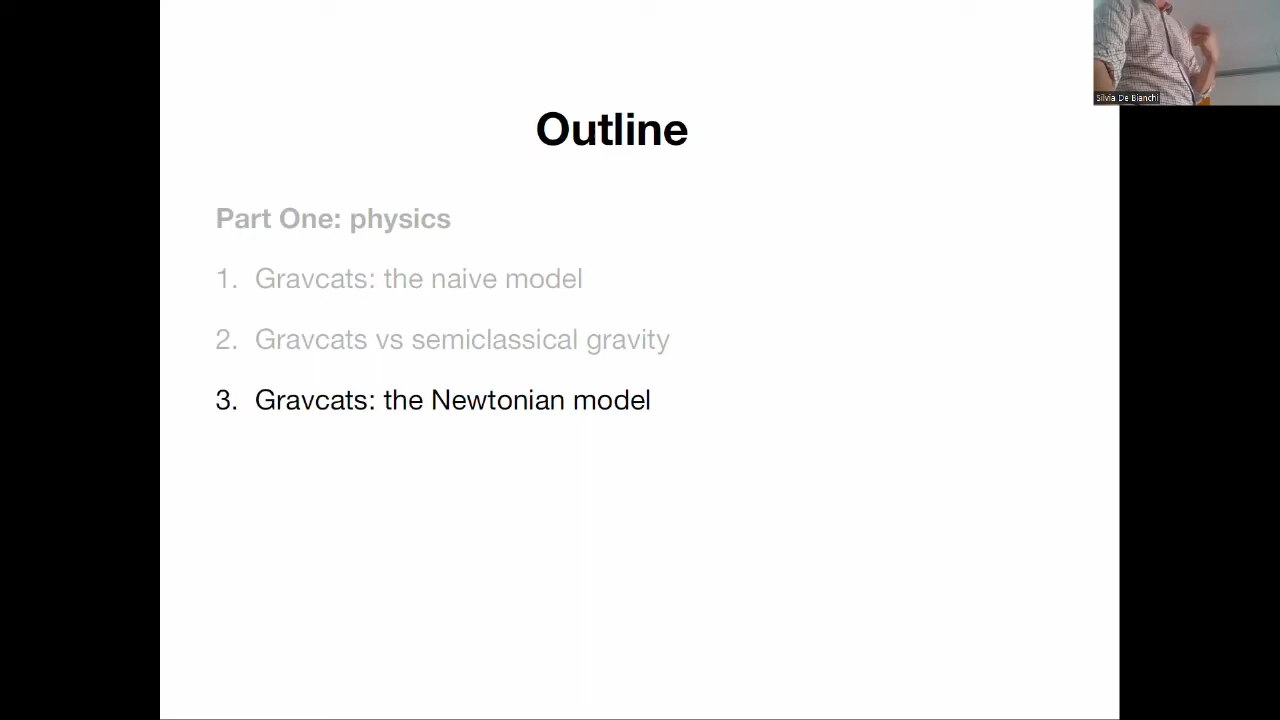 Silvia De Bianchi
Outline
Part One: physics
1. Gravcats: the naive model
2. Gravcats vs semiclassical gravity
3. Gravcats: the Newtonian model